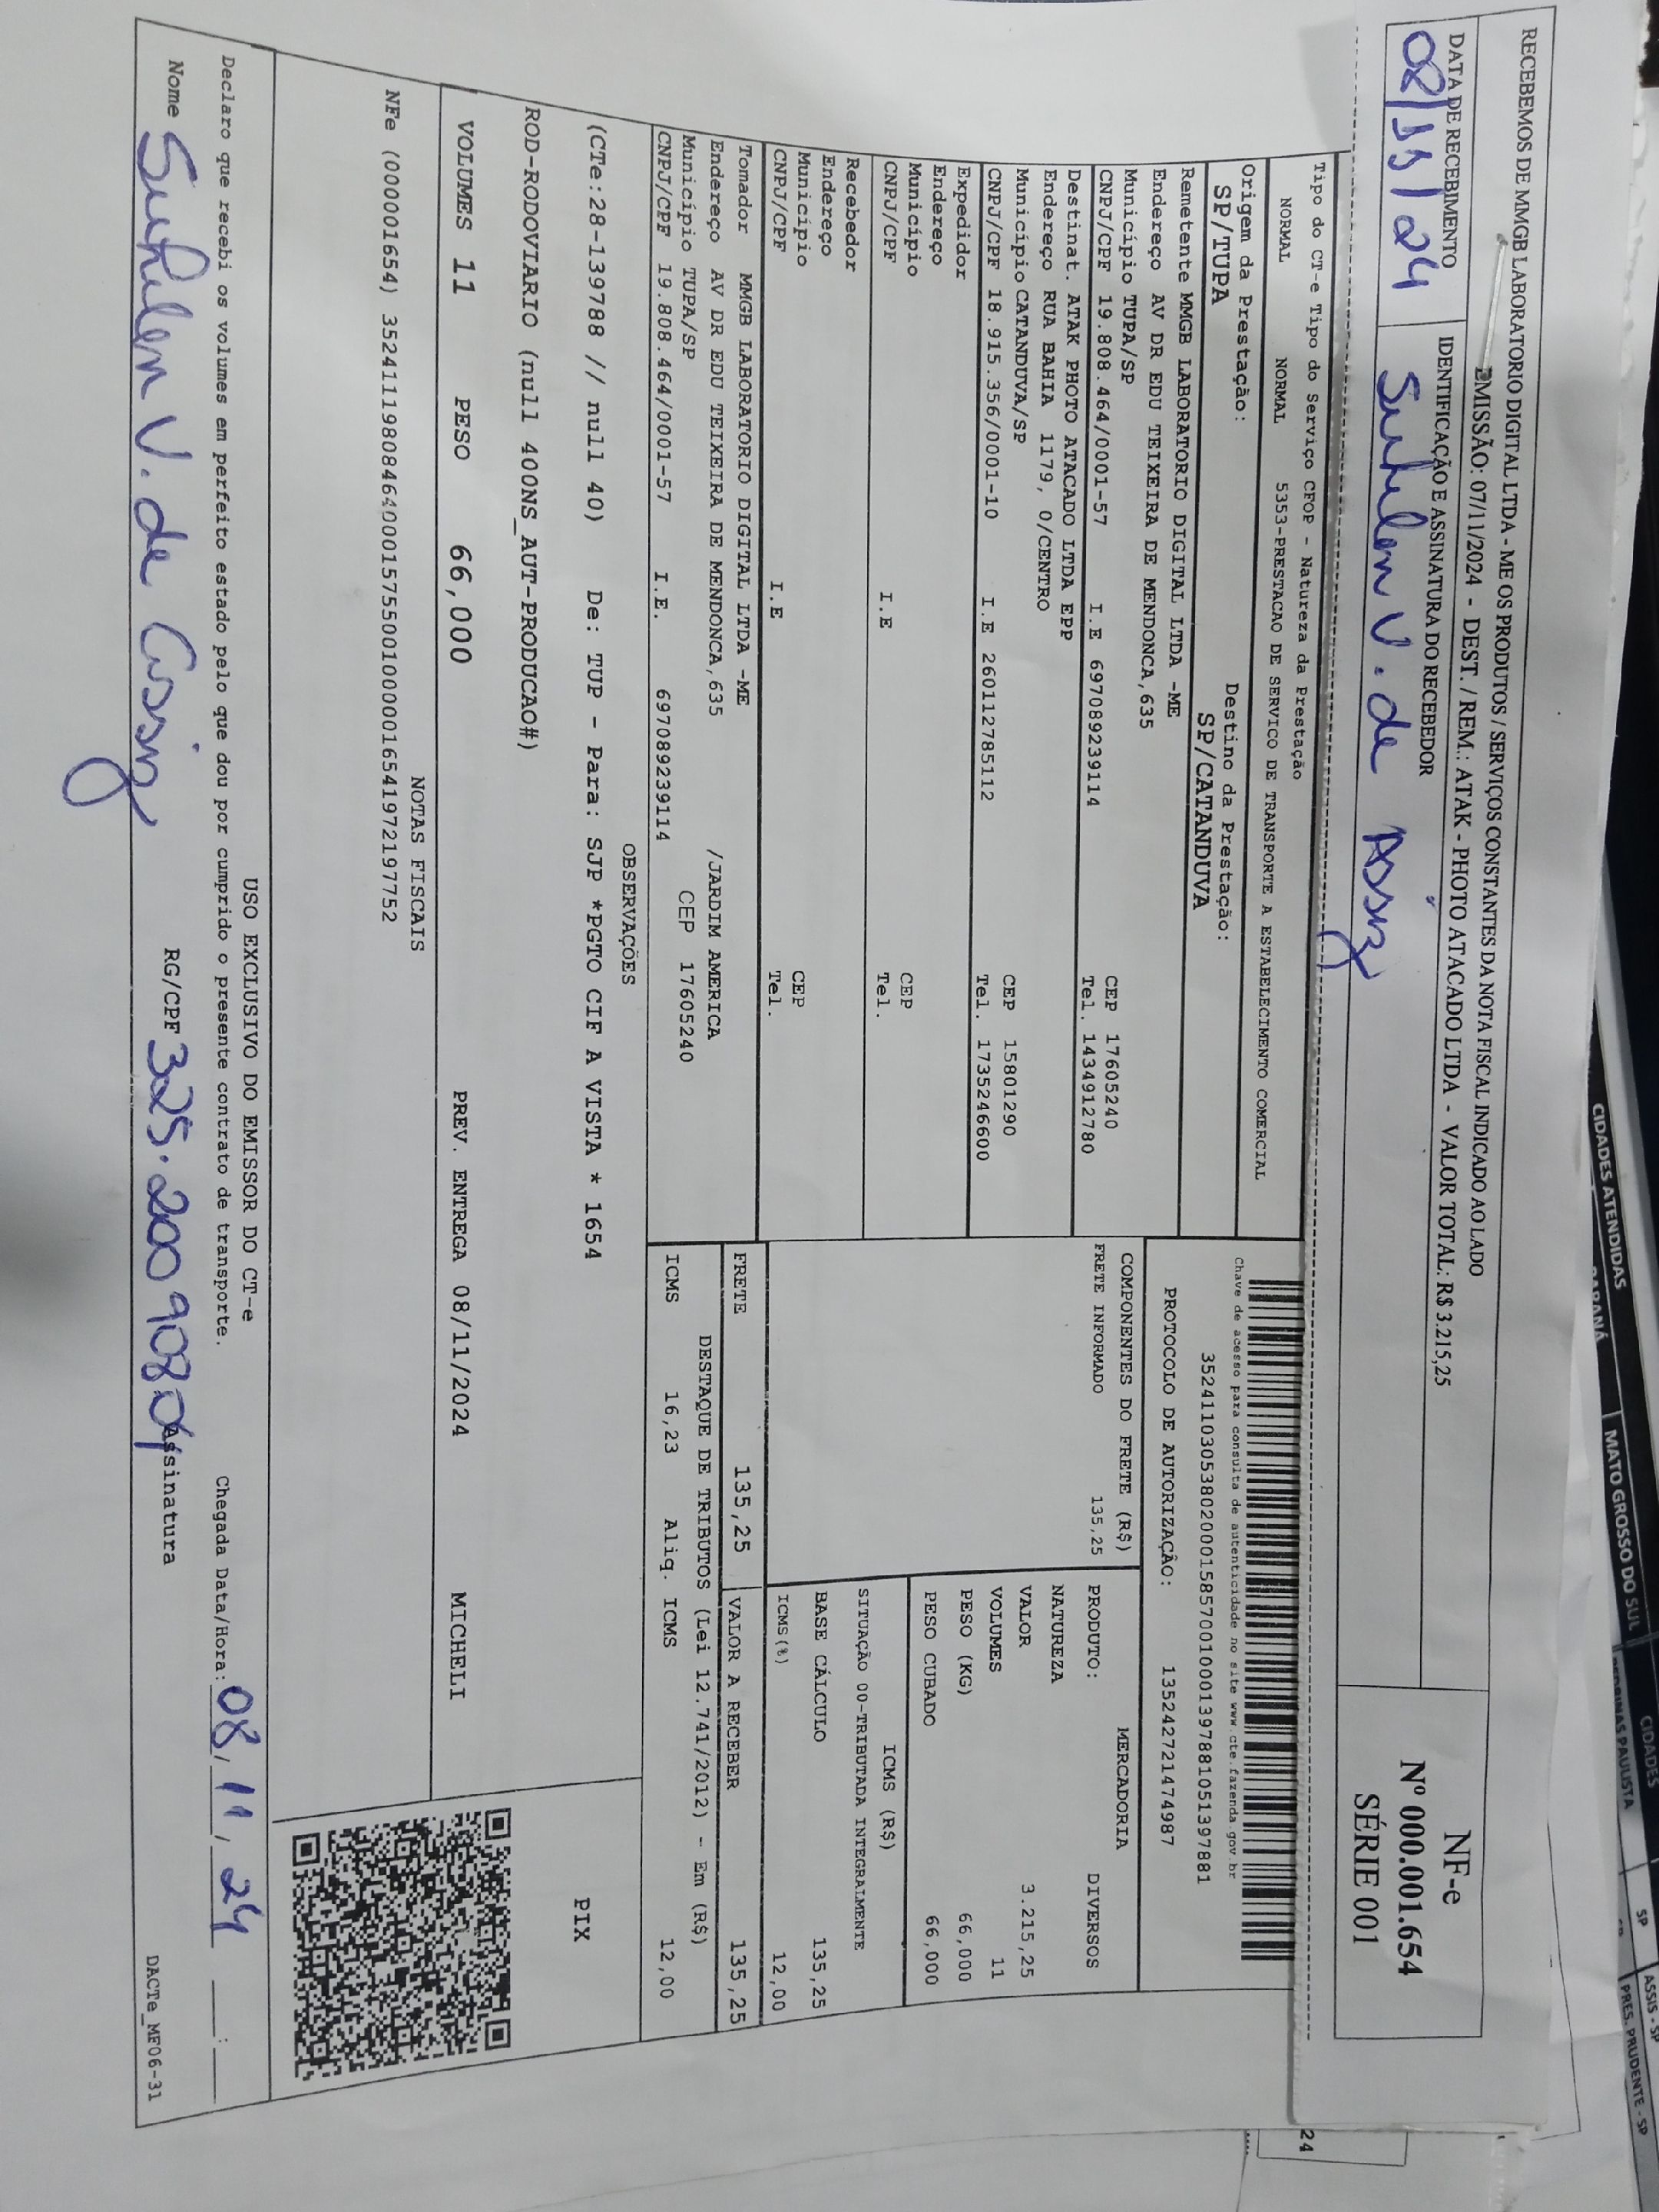 RECEBEMOS DE MMGB LABORATORIO DIGITAL LTDA - ME OS PRODUTOS / SERVIÇOS CONSTANTES DA NOTA FISCAL INDICADO AO LADO
EMISSÃO: 07/11/2024 - DEST. / REM.: ATAK - PHOTO ATACADO LTDA - VALOR TOTAL: R$ 3.215,25
DATA DE RECEBIMENTO
IDENTIFICAÇÃO E ASSINATURA DO RECEBEDOR
08/11/24
NF-e
Nº 000.001.654
SÉRIE 001
Tipo do CT-e Tipo do Serviço CFOP - Natureza da Prestação
NORMAL NORMAL 5353-PRESTACAO DE SERVICO DE TRANSPORTE A ESTABELECIMENTO COMERCIAL
Origem da Prestação: Destino da Prestação:
SP/TUPA SP/CATANDUVA
Remetente MMGB LABORATORIO DIGITAL LTDA -ME
Endereço AV DR EDU TEIXEIRA DE MENDONCA,635
Município TUPA/SP CEP 17605240
CNPJ/CPF 19.808.464/0001-57 I.E 697089239114 Tel. 1434912780
Destinat. ATAK PHOTO ATACADO LTDA EPP
Endereço RUA BAHIA 1179, 0/CENTRO
Município CATANDUVA/SP CEP 15801290
CNPJ/CPF 18.915.356/0001-10 I.E 260112785112 Tel. 1735246600
Expedidor
Endereço
Município CEP
CNPJ/CPF I.E Tel.
Recebedor
Endereço
Município CEP
CNPJ/CPF I.E Tel.
Tomador MMGB LABORATORIO DIGITAL LTDA -ME
Endereço AV DR EDU TEIXEIRA DE MENDONCA,635 /JARDIM AMERICA
Município TUPA/SP CEP 17605240
CNPJ/CPF 19.808.464/0001-57 I.E. 697089239114
Chave de acesso para consulta de autenticidade no site www.cte.fazenda.gov.br
35241103053802000158570010001397881051397881
PROTOCOLO DE AUTORIZAÇÃO: 135242721474987
COMPONENTES DO FRETE (R$)
FRETE INFORMADO 135,25
MERCADORIA
PRODUTO: DIVERSOS
NATUREZA
VALOR 3.215,25
VOLUMES 11
PESO (KG) 66,000
PESO CUBADO 66,000
ICMS (R$)
SITUAÇÃO 00-TRIBUTADA INTEGRALMENTE
BASE CÁLCULO 135,25
ICMS(%) 12,00
FRETE 135,25 VALOR A RECEBER 135,25
DESTAQUE DE TRIBUTOS (Lei 12.741/2012) - Em (R$)
ICMS 16,23 Aliq. ICMS 12,00
OBSERVAÇÕES
(CTe:28-139788 // null 40) De: TUP - Para: SJP *PGTO CIF A VISTA * 1654
ROD-RODOVIARIO (null 400NS_AUT-PRODUCAO#)
PIX
VOLUMES 11 PESO 66,000 PREV. ENTREGA 08/11/2024 MICHELI
NOTAS FISCAIS
NFe (000001654) 35241119808464000157550010000016541972197752
USO EXCLUSIVO DO EMISSOR DO CT-e
Declaro que recebi os volumes em perfeito estado pelo que dou por cumprido o presente contrato de transporte. Chegada Data/Hora: 08/11/24 ___:___
Nome V. de RG/CPF 325.200908 Assinatura
DACTe_MF06-31
CIDADES ATENDIDAS
PARANÁ
MATO GROSSO DO SUL
CIDADES
SP
ASSIS - SP
PRES. PRUDENTE - SP
24